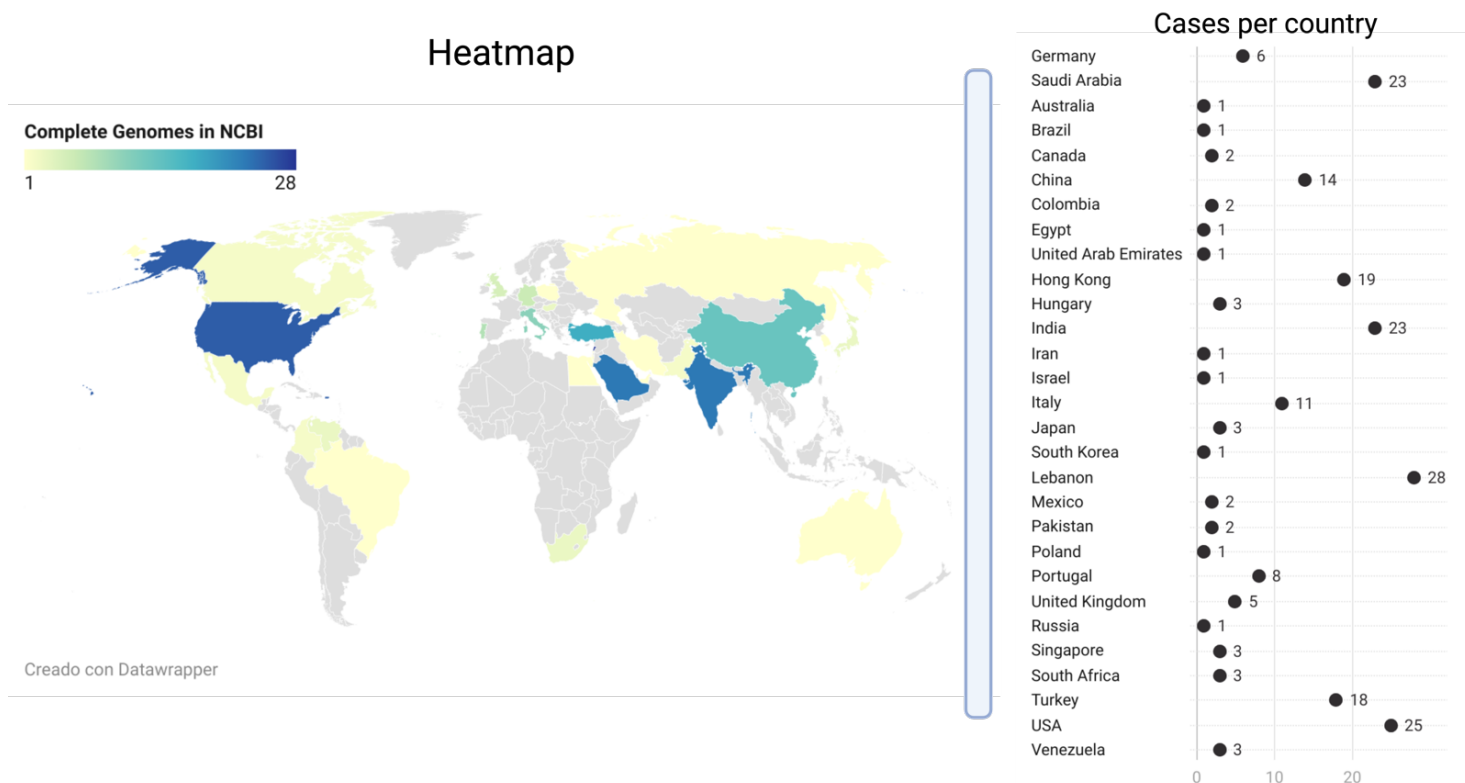 Heatmap
Complete Genomes in NCBI
1 28
Creado con Datawrapper
Cases per country
Germany 6
Saudi Arabia 23
Australia 1
Brazil 1
Canada 2
China 14
Colombia 2
Egypt 1
United Arab Emirates 1
Hong Kong 19
Hungary 3
India 23
Iran 1
Israel 1
Italy 11
Japan 3
South Korea 1
Lebanon 28
Mexico 2
Pakistan 2
Poland 1
Portugal 8
United Kingdom 5
Russia 1
Singapore 3
South Africa 3
Turkey 18
USA 25
Venezuela 3
0 10 20